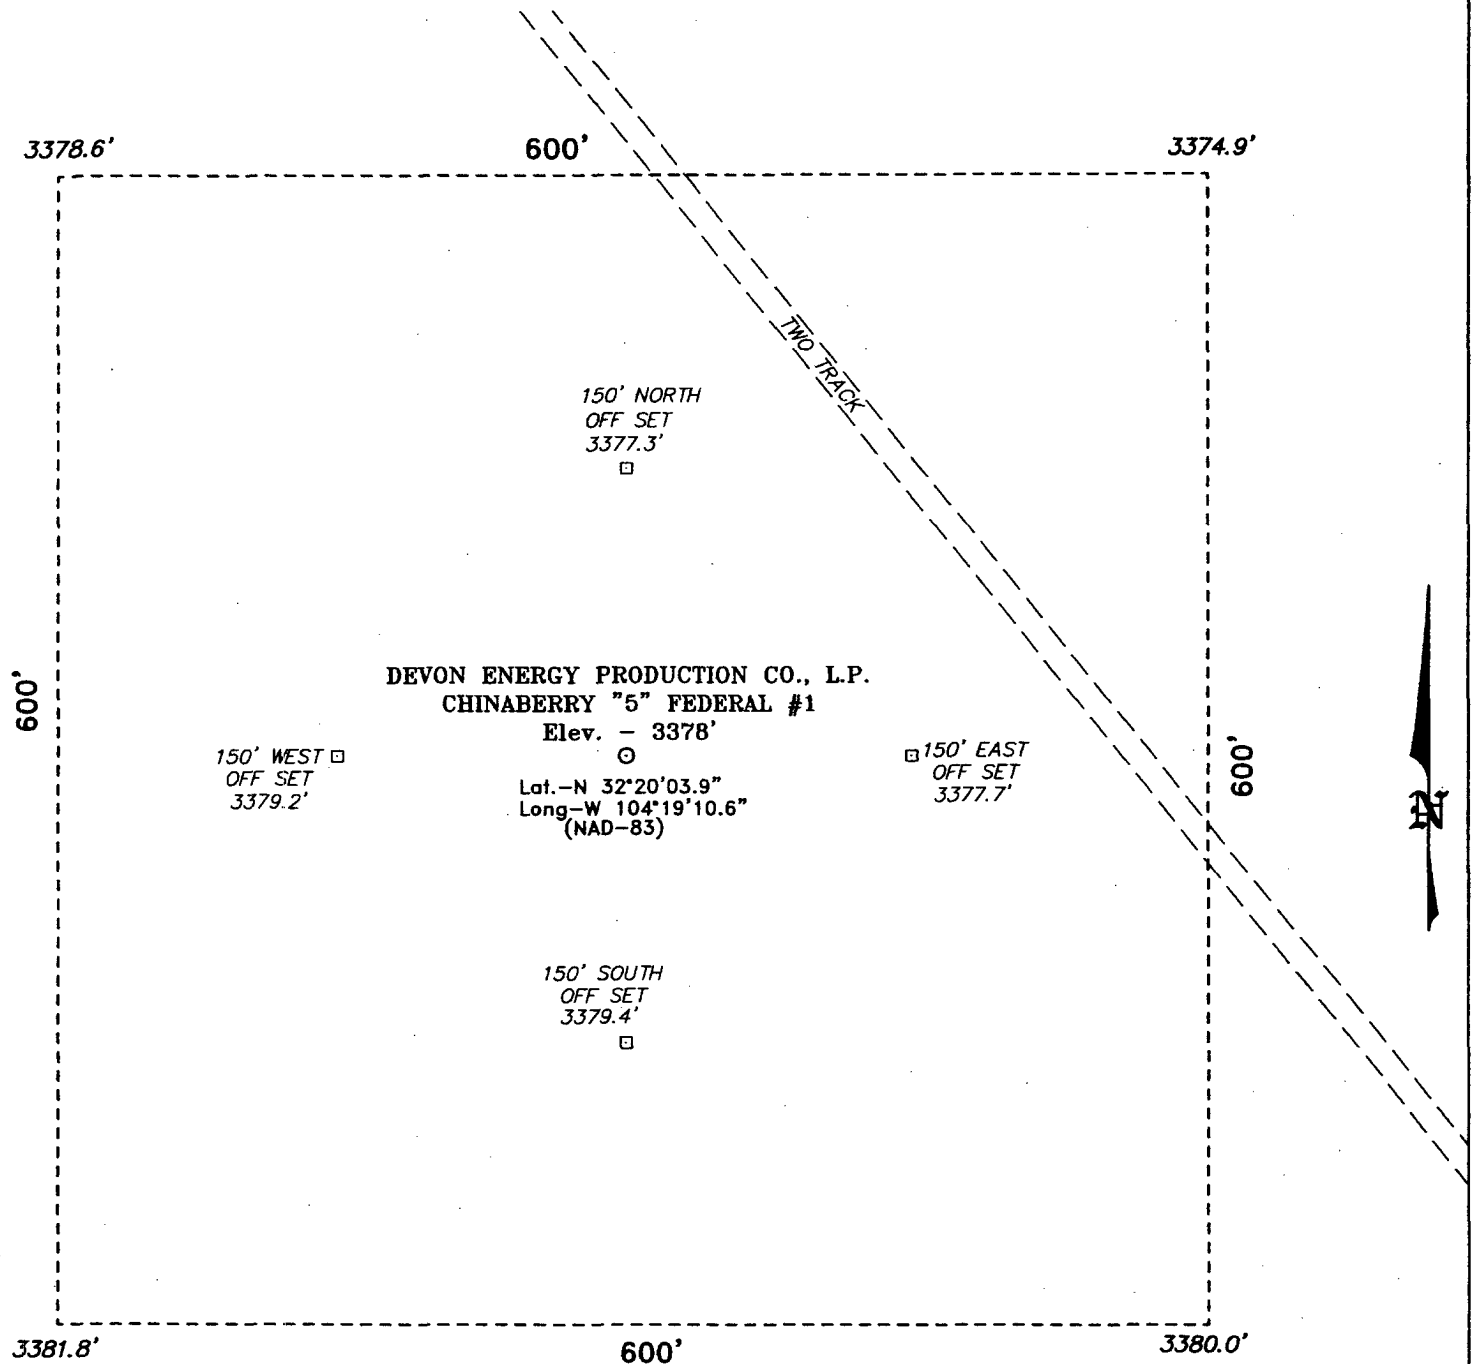 3378.6'
600'
3374.9'
TWO TRACK
150' NORTH
OFF SET
3377.3'
600'
DEVON ENERGY PRODUCTION CO., L.P.
CHINABERRY "5" FEDERAL #1
Elev. - 3378'
150' WEST
OFF SET
3379.2'
Lat.-N 32°20'03.9"
Long-W 104°19'10.6"
(NAD-83)
150' EAST
OFF SET
3377.7'
600'
N
150' SOUTH
OFF SET
3379.4'
3381.8'
600'
3380.0'